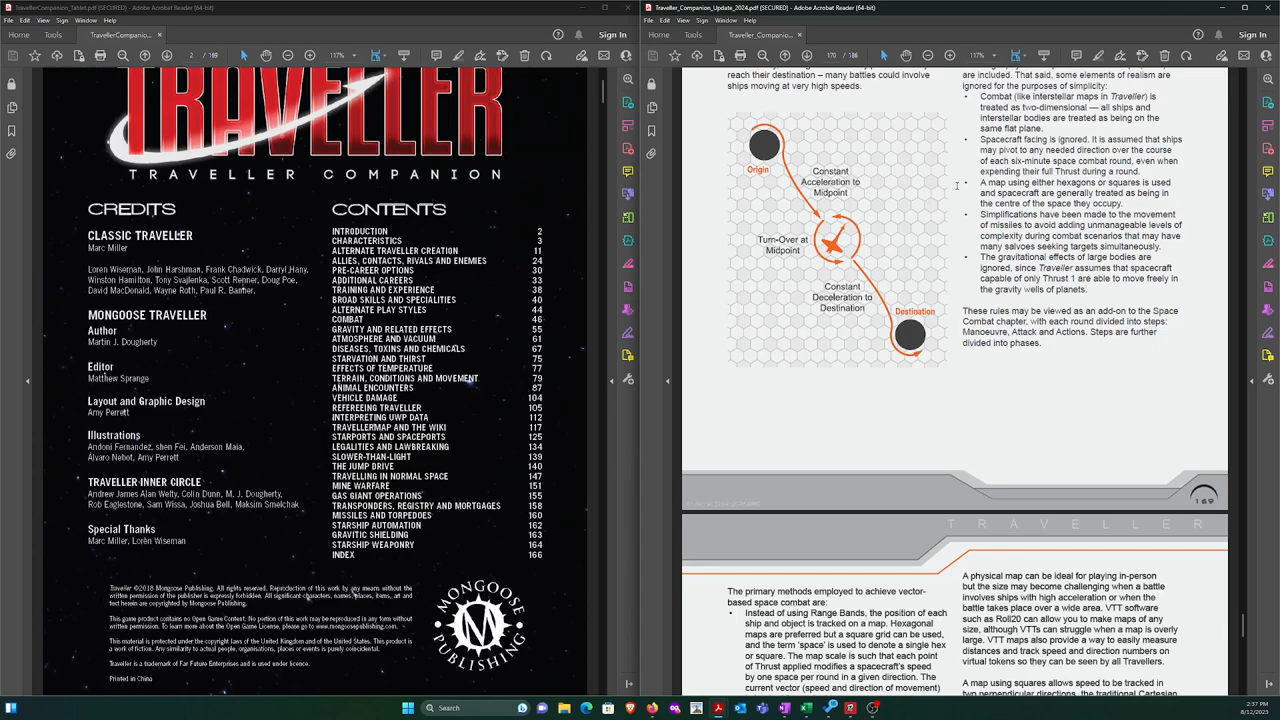 TravellerCompanion_Tablet.pdf (SECURED) - Adobe Acrobat Reader (64-bit)
File Edit View Sign Window Help
Home Tools TravellerCompanio... × Sign In
2 / 169 117%
TRAVELLER
TRAVELLER COMPANION
CREDITS
CLASSIC TRAVELLER
Marc Miller
Loren Wiseman, John Harshman, Frank Chadwick, Darryl Hany,
Winston Hamilton, Tony Svajlenka, Scott Renner, Doug Poe,
David MacDonald, Wayne Roth, Paul R. Banner.
MONGOOSE TRAVELLER
Author
Martin J. Dougherty
Editor
Matthew Sprange
Layout and Graphic Design
Amy Perrett
Illustrations
Andoni Fernandez, shen Fei, Anderson Maia,
Álvaro Nebot, Amy Perrett
TRAVELLER INNER CIRCLE
Andrew James Alan Welty, Colin Dunn, M. J. Dougherty,
Rob Eaglestone, Sam Wissa, Joshua Bell, Maksim Smelchak
Special Thanks
Marc Miller, Loren Wiseman
CONTENTS
INTRODUCTION 2
CHARACTERISTICS 3
ALTERNATE TRAVELLER CREATION 11
ALLIES, CONTACTS, RIVALS AND ENEMIES 24
PRE-CAREER OPTIONS 30
ADDITIONAL CAREERS 33
TRAINING AND EXPERIENCE 38
BROAD SKILLS AND SPECIALITIES 40
ALTERNATE PLAY STYLES 44
COMBAT 46
GRAVITY AND RELATED EFFECTS 55
ATMOSPHERE AND VACUUM 61
DISEASES, TOXINS AND CHEMICALS 67
STARVATION AND THIRST 75
EFFECTS OF TEMPERATURE 77
TERRAIN, CONDITIONS AND MOVEMENT 79
ANIMAL ENCOUNTERS 87
VEHICLE DAMAGE 104
REFEREEING TRAVELLER 105
INTERPRETING UWP DATA 112
TRAVELLERMAP AND THE WIKI 117
STARPORTS AND SPACEPORTS 125
LEGALITIES AND LAWBREAKING 134
SLOWER-THAN-LIGHT 139
THE JUMP DRIVE 140
TRAVELLING IN NORMAL SPACE 147
MINE WARFARE 151
GAS GIANT OPERATIONS 155
TRANSPONDERS, REGISTRY AND MORTGAGES 158
MISSILES AND TORPEDOES 160
STARSHIP AUTOMATION 162
GRAVITIC SHIELDING 163
STARSHIP WEAPONRY 164
INDEX 166
Traveller ©2018 Mongoose Publishing. All rights reserved. Reproduction of this work by any means without the
written permission of the publisher is expressly forbidden. All significant characters, names, places, items, art and
text herein are copyrighted by Mongoose Publishing.
This game product contains no Open Game Content. No portion of this work may be reproduced in any form without
written permission. To learn more about the Open Game License, please go to www.mongoosepublishing.com.
This material is protected under the copyright laws of the United Kingdom and of the United States. This product is
a work of fiction. Any similarity to actual people, organisations, places or events is purely coincidental.
Traveller is a trademark of Far Future Enterprises and is used under licence.
Printed in China
MONGOOSE
PUBLISHING
Traveller_Companion_Update_2024.pdf (SECURED) - Adobe Acrobat Reader (64-bit)
File Edit View Sign Window Help
Home Tools Traveller_Companio... × Sign In
170 / 186 117%
reach their destination – many battles could involve
ships moving at very high speeds.
Origin
Constant
Acceleration to
Midpoint
Turn-Over at
Midpoint
Constant
Deceleration to
Destination
Destination
are included. That said, some elements of realism are
ignored for the purposes of simplicity:
• Combat (like interstellar maps in Traveller) is
treated as two-dimensional — all ships and
interstellar bodies are treated as being on the
same flat plane.
• Spacecraft facing is ignored. It is assumed that ships
may pivot to any needed direction over the course
of each six-minute space combat round, even when
expending their full Thrust during a round.
• A map using either hexagons or squares is used
and spacecraft are generally treated as being in
the centre of the space they occupy.
• Simplifications have been made to the movement
of missiles to avoid adding unmanageable levels of
complexity during combat scenarios that may have
many salvoes seeking targets simultaneously.
• The gravitational effects of large bodies are
ignored, since Traveller assumes that spacecraft
capable of only Thrust 1 are able to move freely in
the gravity wells of planets.
These rules may be viewed as an add-on to the Space
Combat chapter, with each round divided into steps:
Manoeuvre, Attack and Actions. Steps are further
divided into phases.
169
TRAVELLER
The primary methods employed to achieve vector-
based space combat are:
• Instead of using Range Bands, the position of each
ship and object is tracked on a map. Hexagonal
maps are preferred but a square grid can be used,
and the term 'space' is used to denote a single hex
or square. The map scale is such that each point
of Thrust applied modifies a spacecraft's speed
by one space per round in a given direction. The
current vector (speed and direction of movement)
A physical map can be ideal for playing in-person
but the size may become challenging when a battle
involves ships with high acceleration or when the
battle takes place over a wide area. VTT software
such as Roll20 can allow you to make maps of any
size, although VTTs can struggle when a map is overly
large. VTT maps also provide a way to easily measure
distances and track speed and direction numbers on
virtual tokens so they can be seen by all Travellers.
A map using squares allows speed to be tracked in
two perpendicular directions, the traditional Cartesian
Search
2:37 PM
8/12/2025